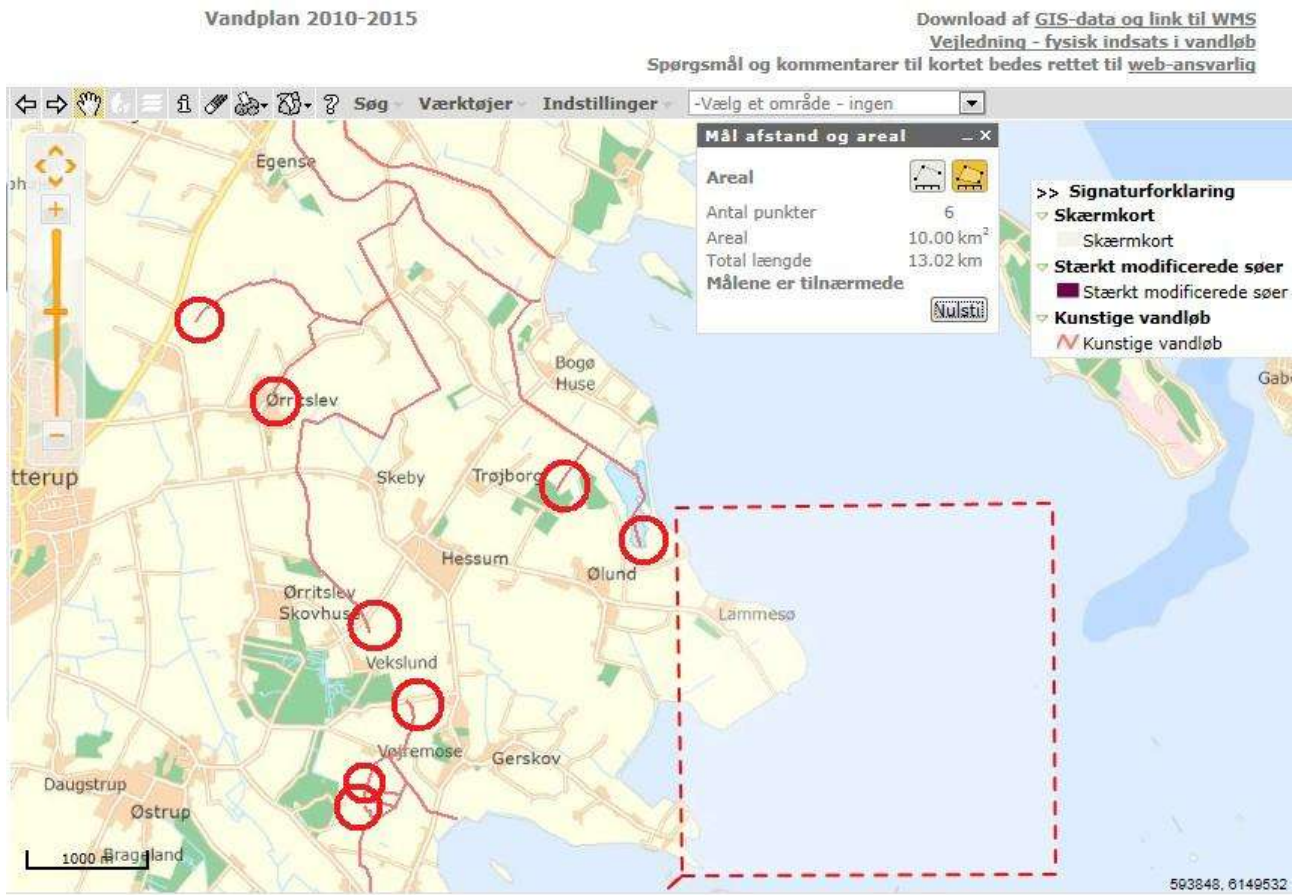 Vandplan 2010-2015
Download af GIS-data og link til WMS
Vejledning - fysisk indsats i vandløb
Spørgsmål og kommentarer til kortet bedes rettet til web-ansvarlig
? Søg Værktøjer Indstillinger -Vælg et område - ingen
Mål afstand og areal
Areal
Antal punkter 6
Areal 10.00 km²
Total længde 13.02 km
Målene er tilnærmede
Nulstil
>> Signaturforklaring
Skærmkort
Skærmkort
Stærkt modificerede søer
Stærkt modificerede søer
Kunstige vandløb
Kunstige vandløb
Egense
Bogø
Huse
Gab
Ørritslev
tterup
Skeby
Trøjborg
Hessum
Ølund
Ørritslev
Skovhuse
Lammesø
Vekslund
Vøjremose
Gerskov
Daugstrup
Østrup
Brageland
1000 m
593848, 6149532